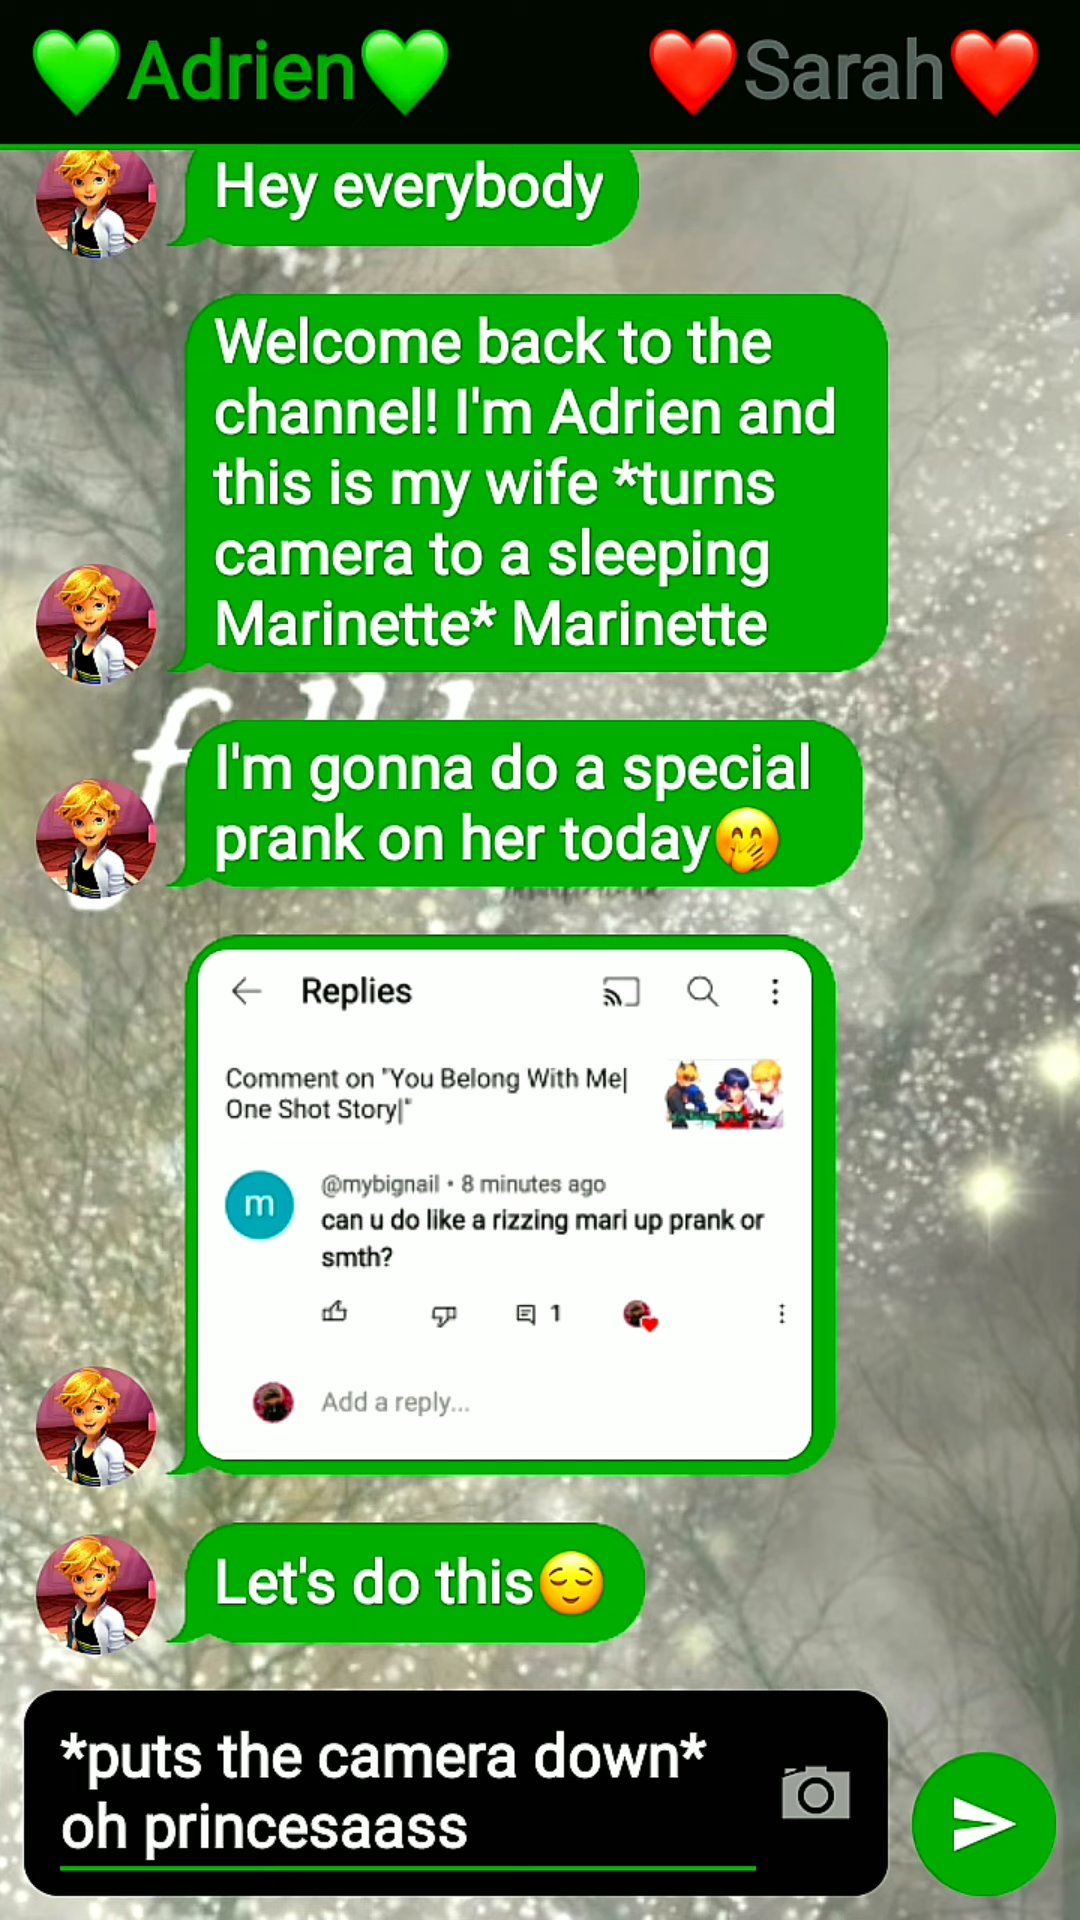 💚Adrien💚 ❤️Sarah❤️
Hey everybody
Welcome back to the
channel! I'm Adrien and
this is my wife *turns
camera to a sleeping
Marinette* Marinette
I'm gonna do a special
prank on her today🤭
Replies
Comment on "You Belong With Me|
One Shot Story|"
m
@mybignail • 8 minutes ago
can u do like a rizzing mari up prank or
smth?
1
Add a reply...
Let's do this😌
*puts the camera down*
oh princesaass